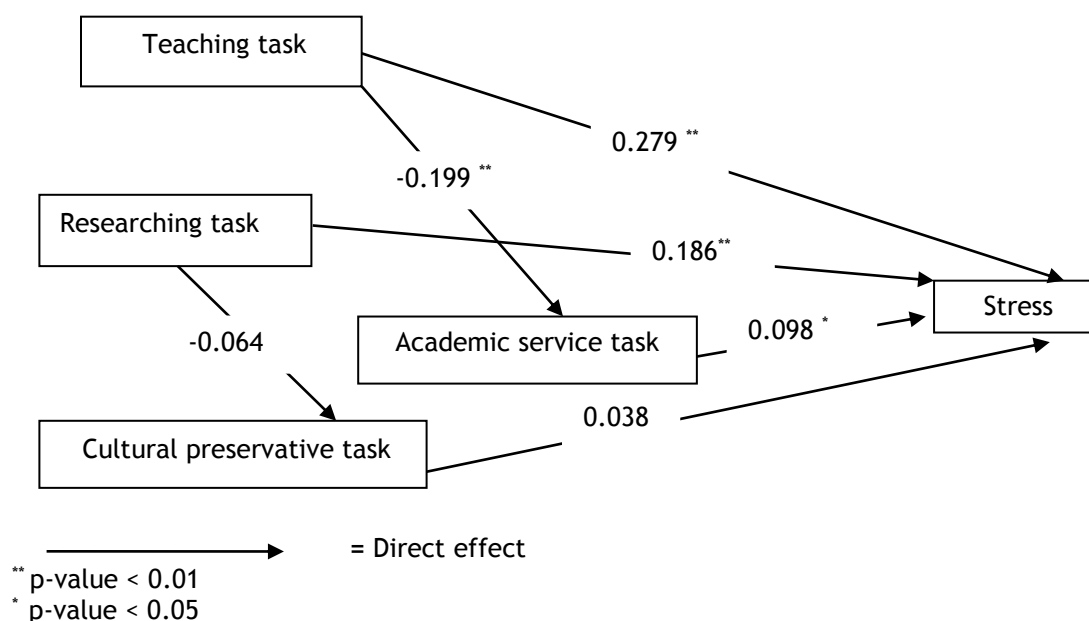 Teaching task
0.279 **
-0.199 **
Researching task
0.186**
Stress
-0.064
Academic service task
0.098 *
0.038
Cultural preservative task
= Direct effect
** p-value < 0.01
* p-value < 0.05